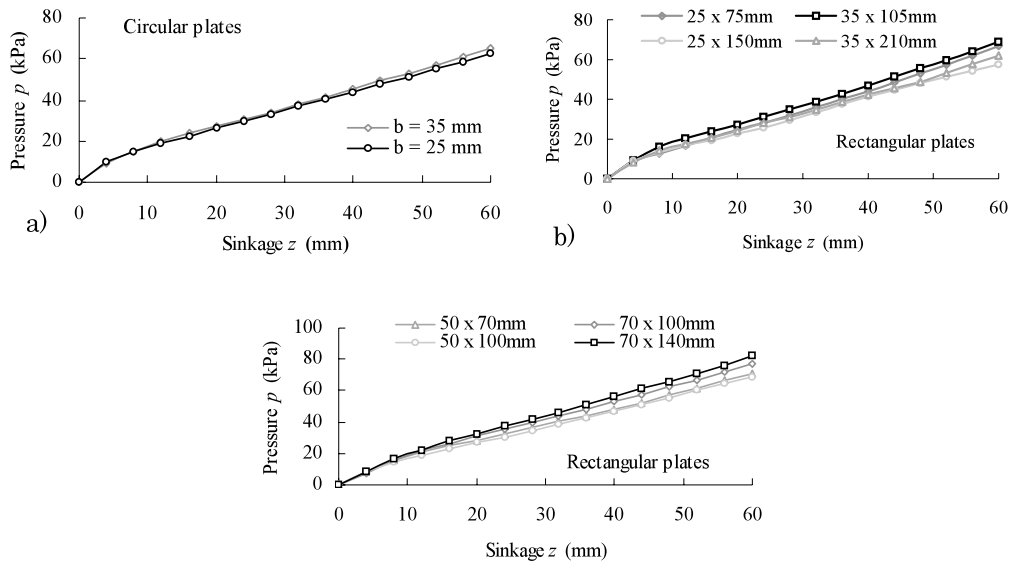 Circular plates
Pressure p (kPa)
80
60
40
20
0
b = 35 mm
b = 25 mm
0 10 20 30 40 50 60
Sinkage z (mm)
a)
25 x 75mm 35 x 105mm
25 x 150mm 35 x 210mm
Pressure p (kPa)
80
60
40
20
0
Rectangular plates
0 10 20 30 40 50 60
Sinkage z (mm)
b)
50 x 70mm 70 x 100mm
50 x 100mm 70 x 140mm
Pressure p (kPa)
100
80
60
40
20
0
Rectangular plates
0 10 20 30 40 50 60
Sinkage z (mm)